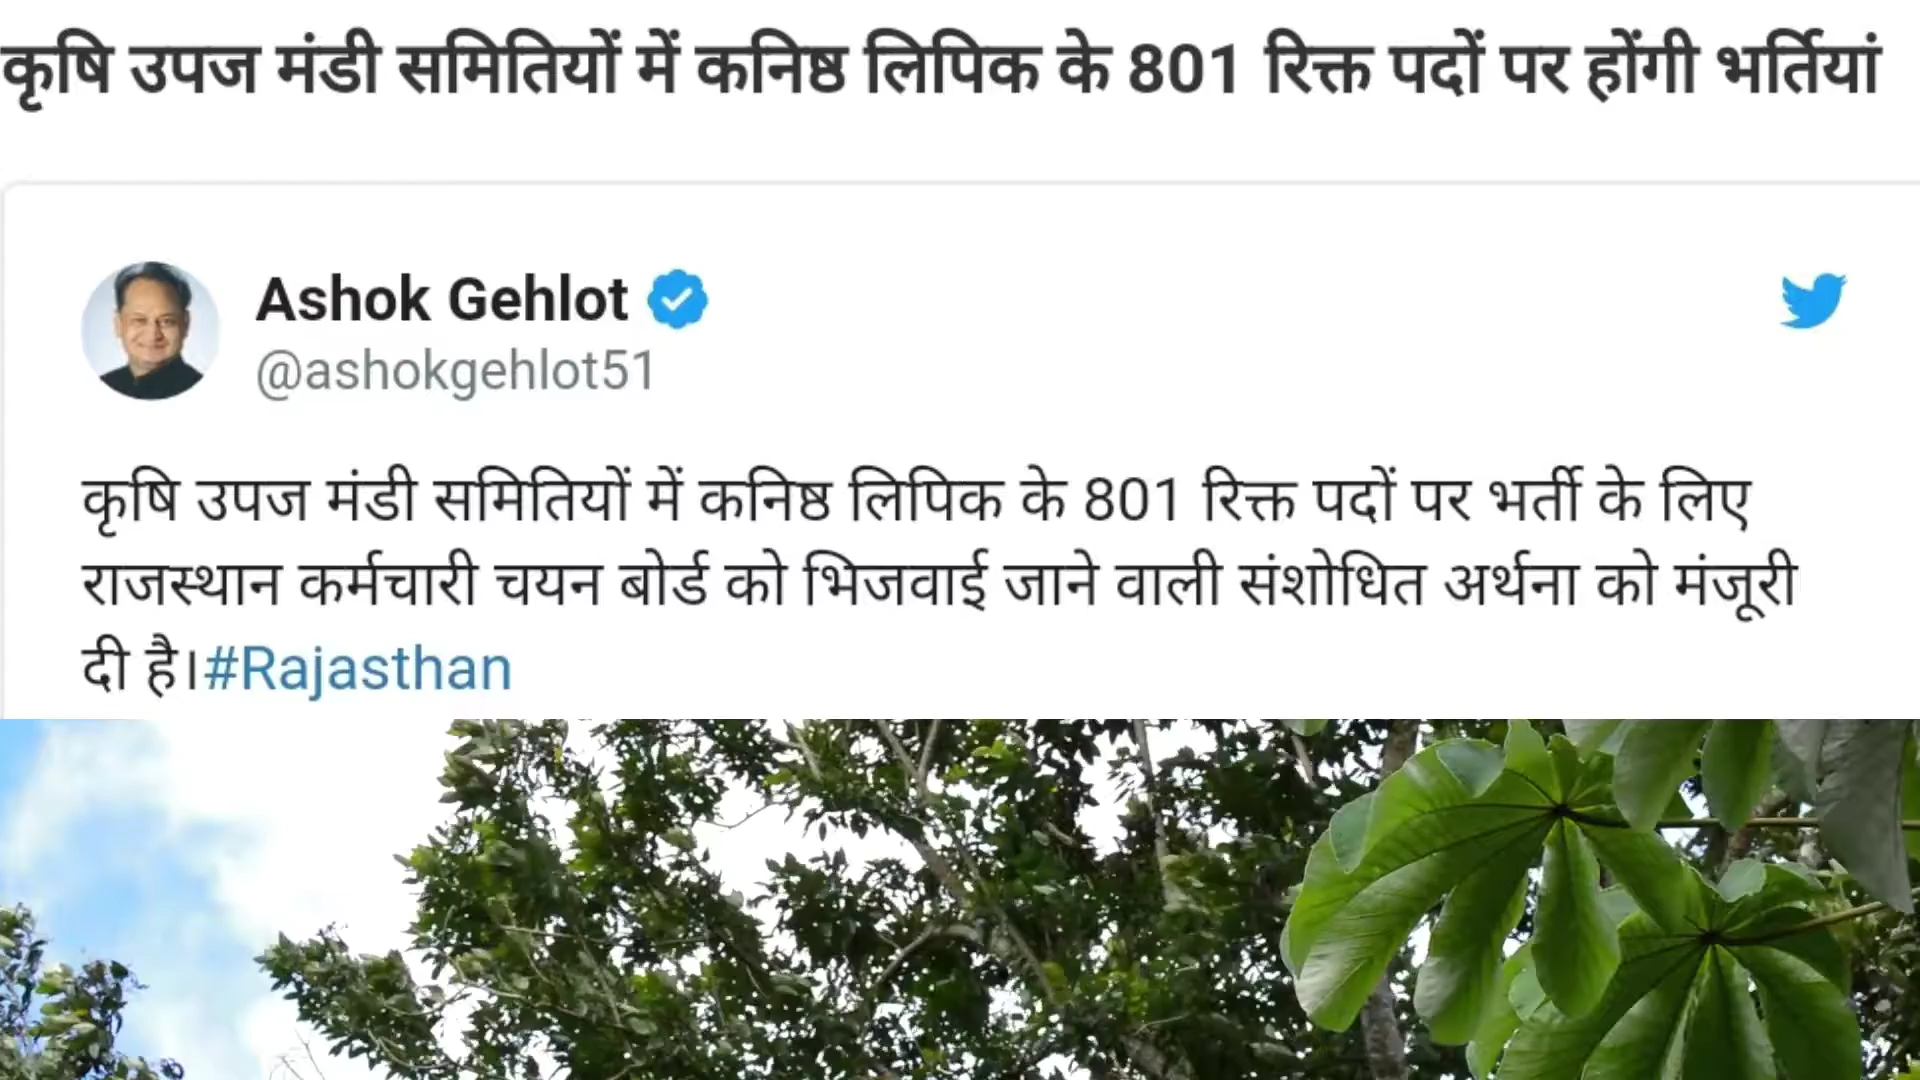 कृषि उपज मंडी समितियों में कनिष्ठ लिपिक के 801 रिक्त पदों पर होंगी भर्तियां
Ashok Gehlot
@ashokgehlot51
कृषि उपज मंडी समितियों में कनिष्ठ लिपिक के 801 रिक्त पदों पर भर्ती के लिए
राजस्थान कर्मचारी चयन बोर्ड को भिजवाई जाने वाली संशोधित अर्थना को मंजूरी
दी है।#Rajasthan